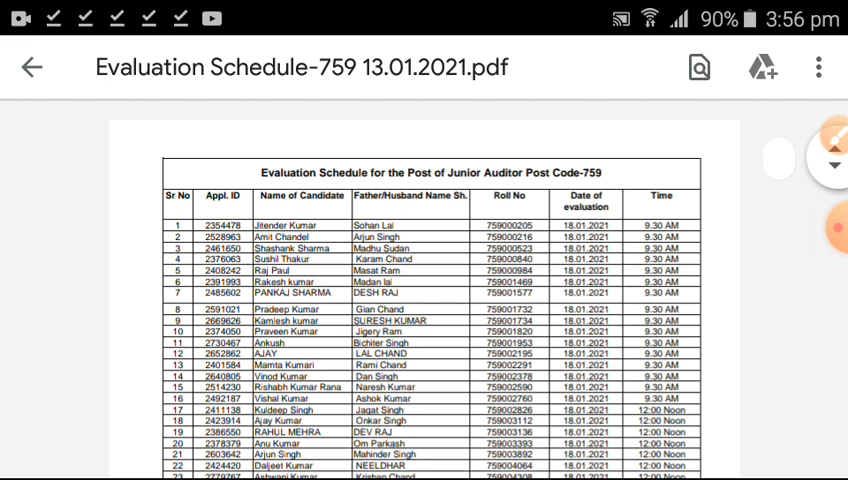 90% 3:56 pm
Evaluation Schedule-759 13.01.2021.pdf
Evaluation Schedule for the Post of Junior Auditor Post Code-759
Sr No Appl. ID Name of Candidate Father/Husband Name Sh. Roll No Date of evaluation Time
1 2354478 Jitender Kumar Sohan Lal 759000205 18.01.2021 9.30 AM
2 2528963 Amit Chandel Arjun Singh 759000216 18.01.2021 9.30 AM
3 2461650 Shashank Sharma Madhu Sudan 759000523 18.01.2021 9.30 AM
4 2376063 Sushil Thakur Karam Chand 759000840 18.01.2021 9.30 AM
5 2408242 Raj Paul Masat Ram 759000984 18.01.2021 9.30 AM
6 2391993 Rakesh kumar Madan lal 759001469 18.01.2021 9.30 AM
7 2485602 PANKAJ SHARMA DESH RAJ 759001577 18.01.2021 9.30 AM
8 2591021 Pradeep Kumar Gian Chand 759001732 18.01.2021 9.30 AM
9 2669626 Kamlesh kumar SURESH KUMAR 759001734 18.01.2021 9.30 AM
10 2374050 Praveen Kumar Jigery Ram 759001820 18.01.2021 9.30 AM
11 2730467 Ankush Bichiter Singh 759001953 18.01.2021 9.30 AM
12 2652862 AJAY LAL CHAND 759002195 18.01.2021 9.30 AM
13 2401584 Mamta Kumari Rami Chand 759002291 18.01.2021 9.30 AM
14 2640805 Vinod Kumar Dan Singh 759002378 18.01.2021 9.30 AM
15 2514230 Rishabh Kumar Rana Naresh Kumar 759002590 18.01.2021 9.30 AM
16 2492187 Vishal Kumar Ashok Kumar 759002760 18.01.2021 9.30 AM
17 2411138 Kuldeep Singh Jagat Singh 759002826 18.01.2021 12:00 Noon
18 2423914 Ajay Kumar Onkar Singh 759003112 18.01.2021 12:00 Noon
19 2386550 RAHUL MEHRA DEV RAJ 759003136 18.01.2021 12:00 Noon
20 2378379 Anu Kumar Om Parkash 759003393 18.01.2021 12:00 Noon
21 2603642 Arjun Singh Mahinder Singh 759003892 18.01.2021 12:00 Noon
22 2424420 Daljeet Kumar NEELDHAR 759004064 18.01.2021 12:00 Noon
23 2779767 Ashwani Kumar Krishan Chand 759004308 18.01.2021 12:00 Noon